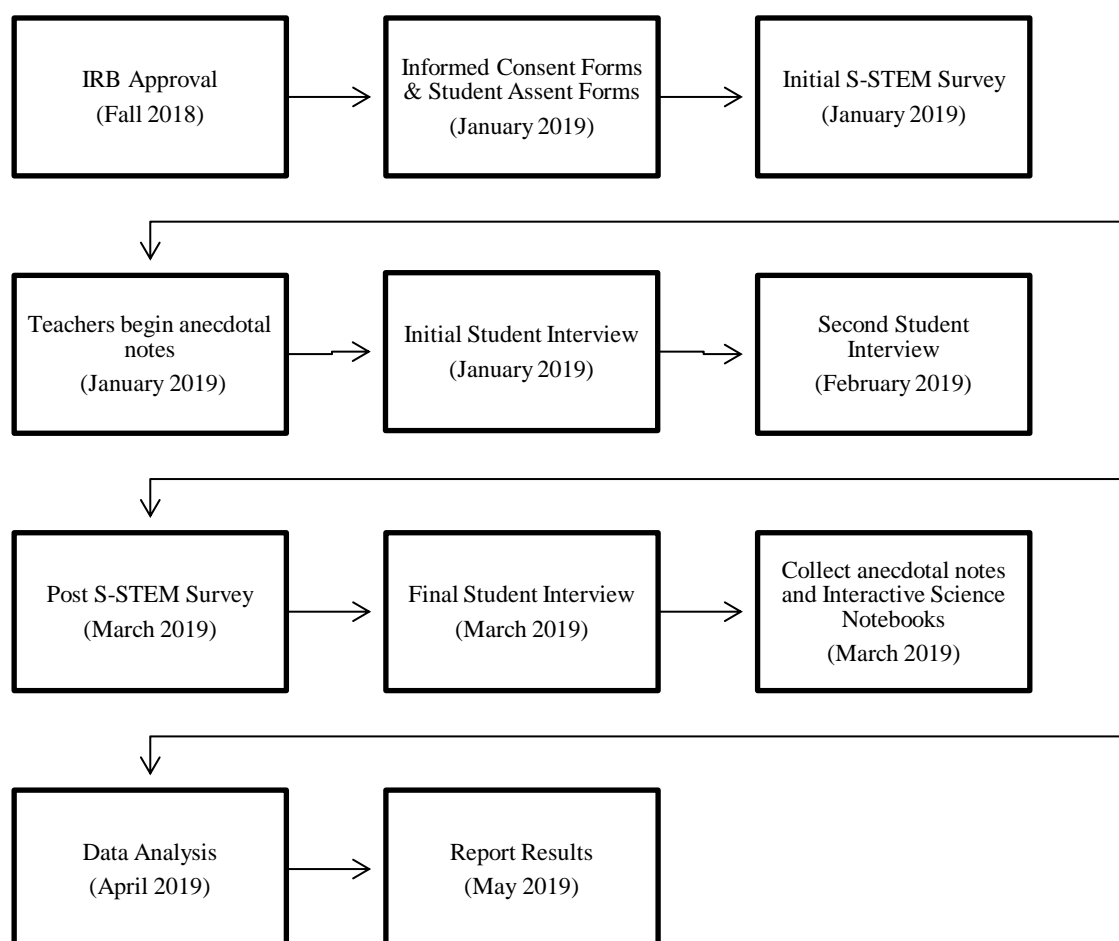 IRB Approval
(Fall 2018)
Informed Consent Forms
& Student Assent Forms
(January 2019)
Initial S-STEM Survey
(January 2019)
Teachers begin anecdotal
notes
(January 2019)
Initial Student Interview
(January 2019)
Second Student
Interview
(February 2019)
Post S-STEM Survey
(March 2019)
Final Student Interview
(March 2019)
Collect anecdotal notes
and Interactive Science
Notebooks
(March 2019)
Data Analysis
(April 2019)
Report Results
(May 2019)